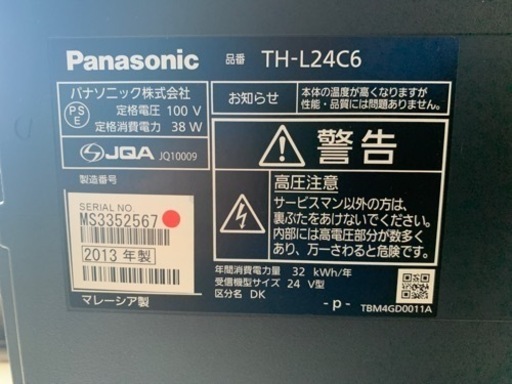 Panasonic 品番 TH-L24C6
パナソニック株式会社
PS E
定格電圧 100 V
定格消費電力 38 W
JQA JQ10009
お知らせ
本体の温度が高くなりますが
性能・品質には問題ありません。
警告
高圧注意
サービスマン以外の方は、
裏ぶたをあけないでください。
内部には高電圧部分が数多く
あり、万一さわると危険です。
製造番号
SERIAL NO
MS3352567
2013 年製
マレーシア製
年間消費電力量 32 kWh/年
受信機型サイズ 24 V型
区分名 DK
- p -
TBM4GD0011A